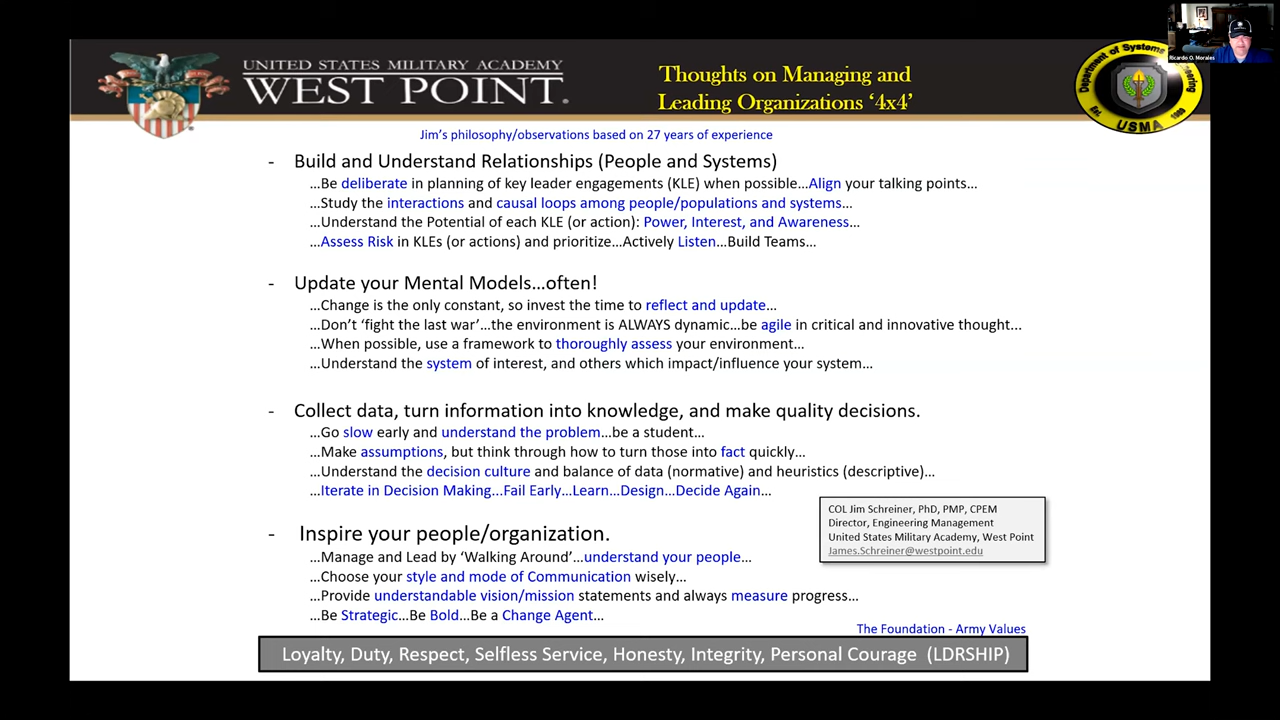 Ricardo O. Morales
UNITED STATES MILITARY ACADEMY
WEST POINT.
Thoughts on Managing and
Leading Organizations ‘4x4’
Department of Systems Engineering
Est. 1989
USMA
Jim’s philosophy/observations based on 27 years of experience
- Build and Understand Relationships (People and Systems)
…Be deliberate in planning of key leader engagements (KLE) when possible…Align your talking points…
…Study the interactions and causal loops among people/populations and systems…
…Understand the Potential of each KLE (or action): Power, Interest, and Awareness…
…Assess Risk in KLEs (or actions) and prioritize…Actively Listen…Build Teams…
- Update your Mental Models…often!
…Change is the only constant, so invest the time to reflect and update…
…Don’t ‘fight the last war’…the environment is ALWAYS dynamic…be agile in critical and innovative thought...
…When possible, use a framework to thoroughly assess your environment…
…Understand the system of interest, and others which impact/influence your system…
- Collect data, turn information into knowledge, and make quality decisions.
…Go slow early and understand the problem…be a student…
…Make assumptions, but think through how to turn those into fact quickly…
…Understand the decision culture and balance of data (normative) and heuristics (descriptive)…
…Iterate in Decision Making...Fail Early…Learn…Design…Decide Again…
- Inspire your people/organization.
…Manage and Lead by ‘Walking Around’…understand your people…
…Choose your style and mode of Communication wisely…
…Provide understandable vision/mission statements and always measure progress…
…Be Strategic…Be Bold…Be a Change Agent…
COL Jim Schreiner, PhD, PMP, CPEM
Director, Engineering Management
United States Military Academy, West Point
James.Schreiner@westpoint.edu
The Foundation - Army Values
Loyalty, Duty, Respect, Selfless Service, Honesty, Integrity, Personal Courage (LDRSHIP)